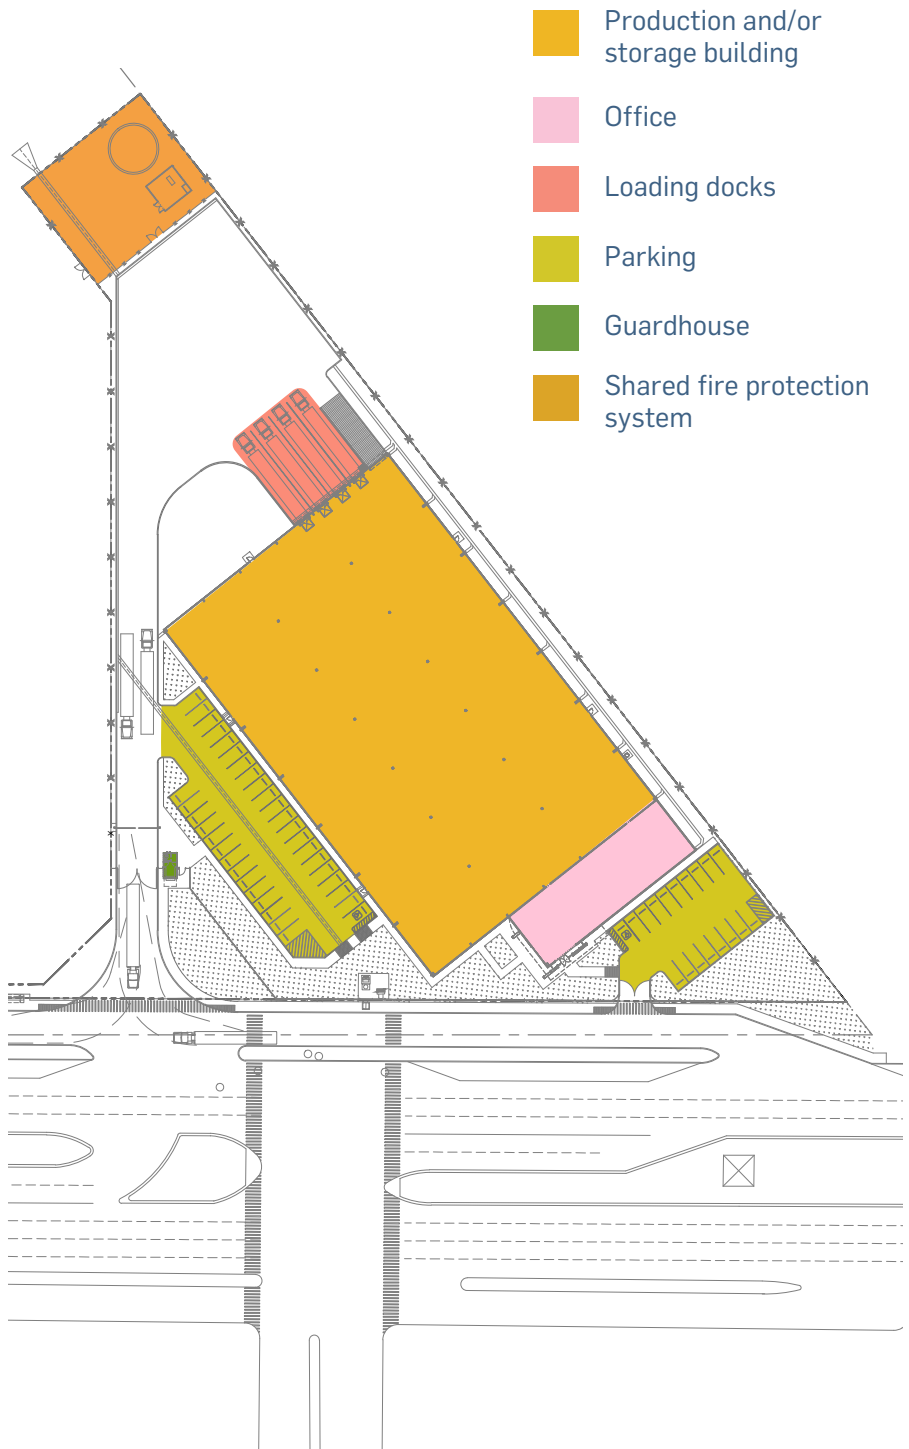 Production and/or
storage building
Office
Loading docks
Parking
Guardhouse
Shared fire protection
system